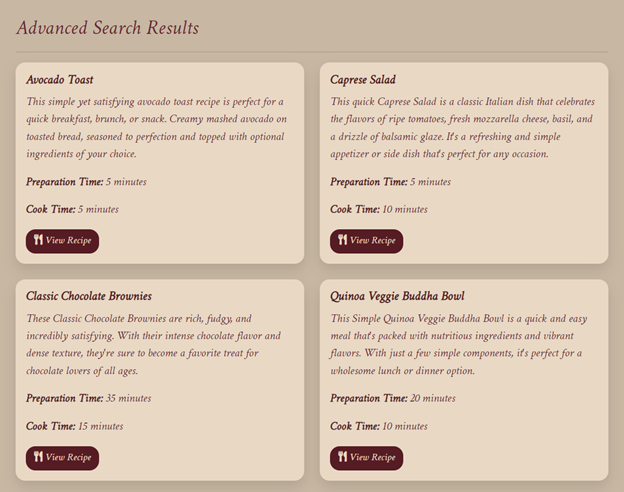 Advanced Search Results
Avocado Toast
This simple yet satisfying avocado toast recipe is perfect for a
quick breakfast, brunch, or snack. Creamy mashed avocado on
toasted bread, seasoned to perfection and topped with optional
ingredients of your choice.
Preparation Time: 5 minutes
Cook Time: 5 minutes
View Recipe
Caprese Salad
This quick Caprese Salad is a classic Italian dish that celebrates
the flavors of ripe tomatoes, fresh mozzarella cheese, basil, and
a drizzle of balsamic glaze. It's a refreshing and simple
appetizer or side dish that's perfect for any occasion.
Preparation Time: 5 minutes
Cook Time: 10 minutes
View Recipe
Classic Chocolate Brownies
These Classic Chocolate Brownies are rich, fudgy, and
incredibly satisfying. With their intense chocolate flavor and
dense texture, they're sure to become a favorite treat for
chocolate lovers of all ages.
Preparation Time: 35 minutes
Cook Time: 15 minutes
View Recipe
Quinoa Veggie Buddha Bowl
This Simple Quinoa Veggie Buddha Bowl is a quick and easy
meal that's packed with nutritious ingredients and vibrant
flavors. With just a few simple components, it's perfect for a
wholesome lunch or dinner option.
Preparation Time: 20 minutes
Cook Time: 10 minutes
View Recipe